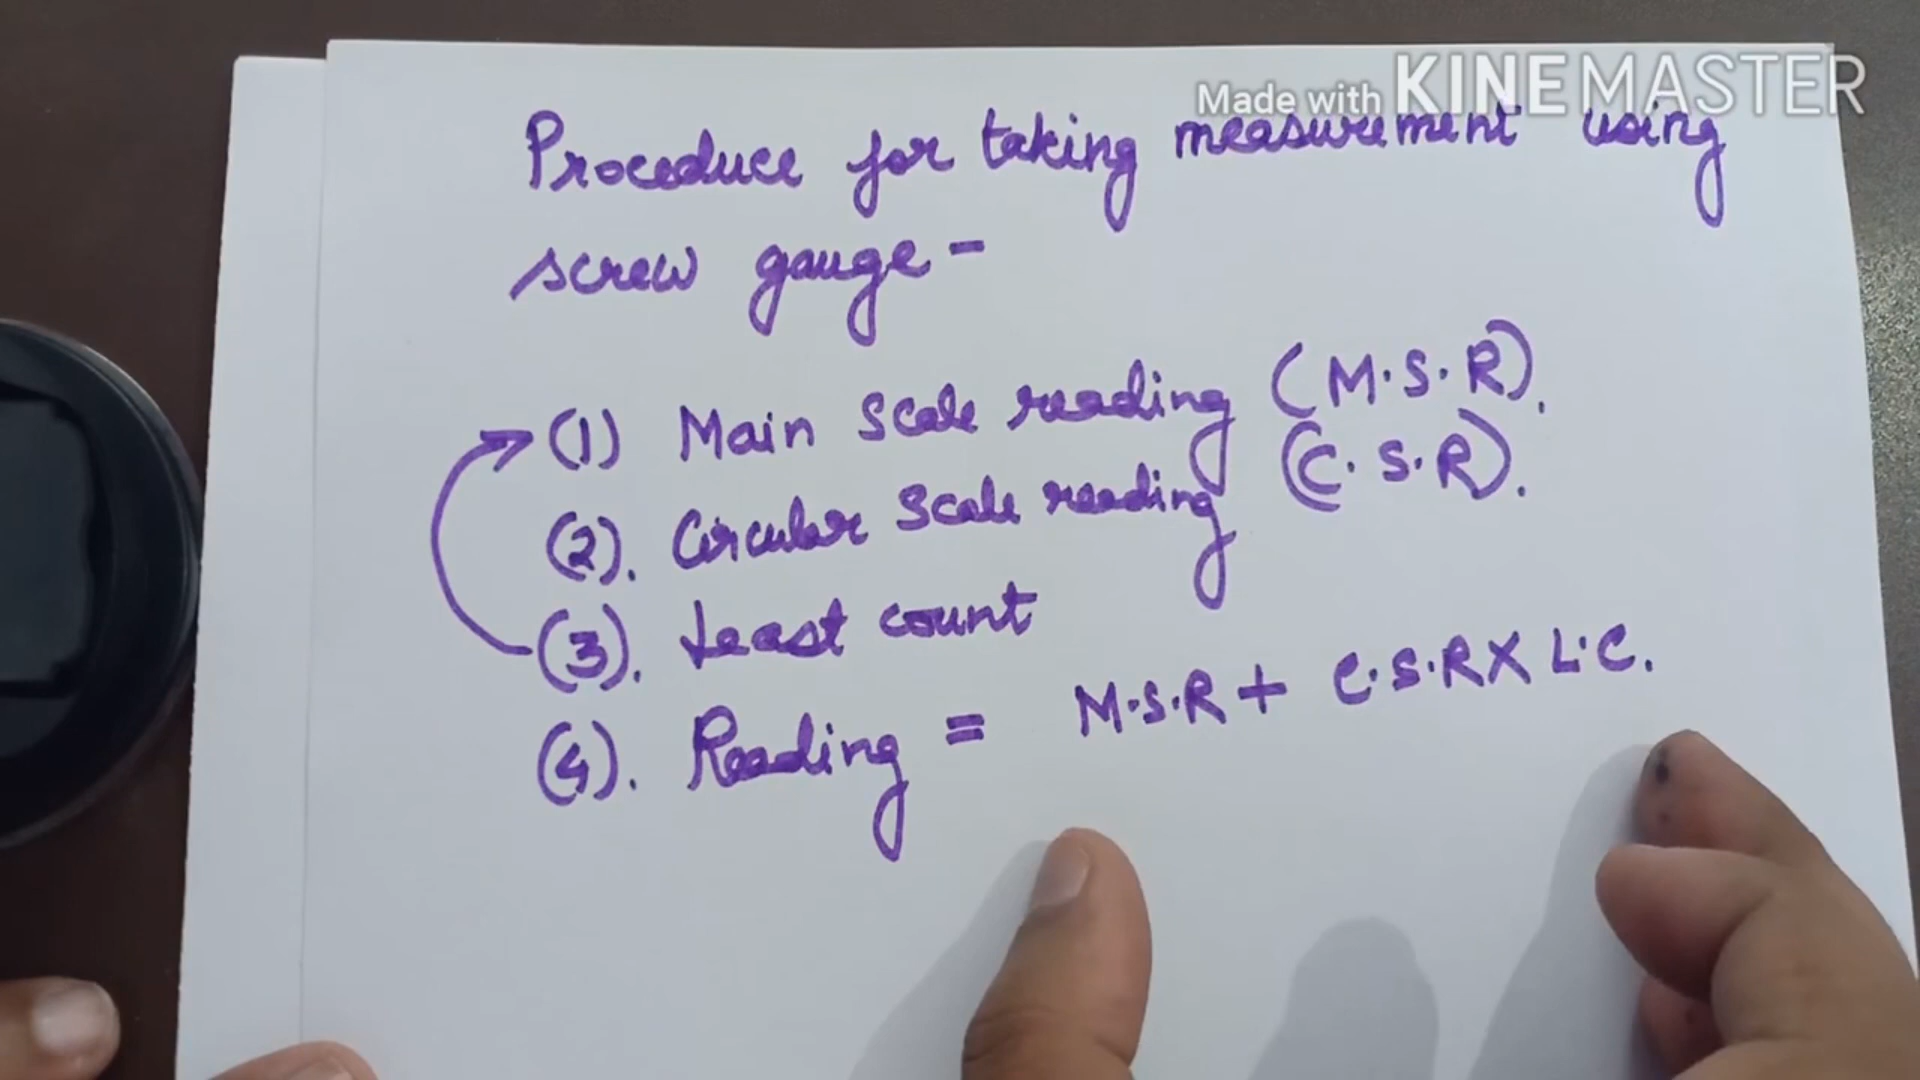 Made with KINEMASTER
Procedure for taking measurement using
screw gauge -
(1) Main scale reading (M.S.R).
(2). Circular scale reading (C.S.R).
(3). Least count
(4). Reading = M.S.R + C.S.R X L.C.